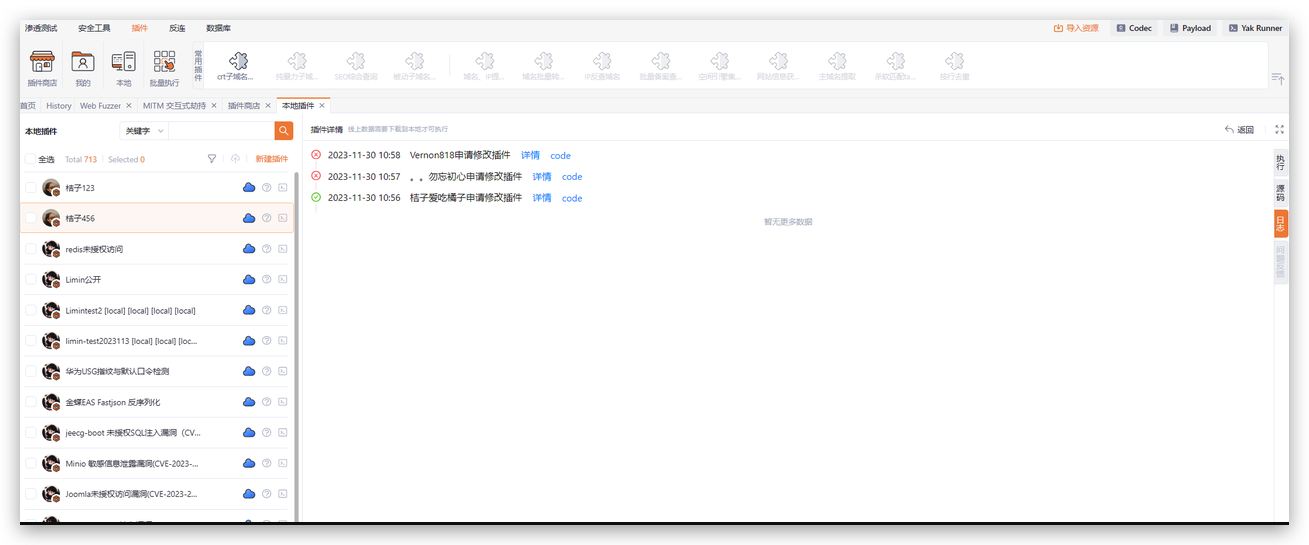 渗透测试 安全工具 插件 反连 数据库 导入资源 Codec Payload Yak Runner
插件商店 我的 本地 批量执行 常用插件 crt子域名... SEO综合查询 被动子域名... 域名、IP提... 域名批量转... IP反查域名 空间引擎集... 网站信息获... 主域名提取 杀软匹配ta... 按行去重
首页 History Web Fuzzer MITM 交互式劫持 插件商店 本地插件
本地插件 关键字 插件详情 线上数据需要下载到本地才可执行 返回
全选 Total 713 Selected 0 新建插件
2023-11-30 10:58 Vernon818申请修改插件 详情 code
2023-11-30 10:57 。。勿忘初心申请修改插件 详情 code
2023-11-30 10:56 桔子爱吃橘子申请修改插件 详情 code
暂无更多数据
执行
源码
日志
问题反馈
桔子123
桔子456
redis未授权访问
Limin公开
Limintest2 [local] [local] [local] [local]
limin-test2023113 [local] [local] [loc...
华为USG指纹与默认口令检测
金蝶EAS Fastjson 反序列化
jeecg-boot 未授权SQL注入漏洞（CV...
Minio 敏感信息泄露漏洞(CVE-2023-...
Joomla未授权访问漏洞(CVE-2023-2...